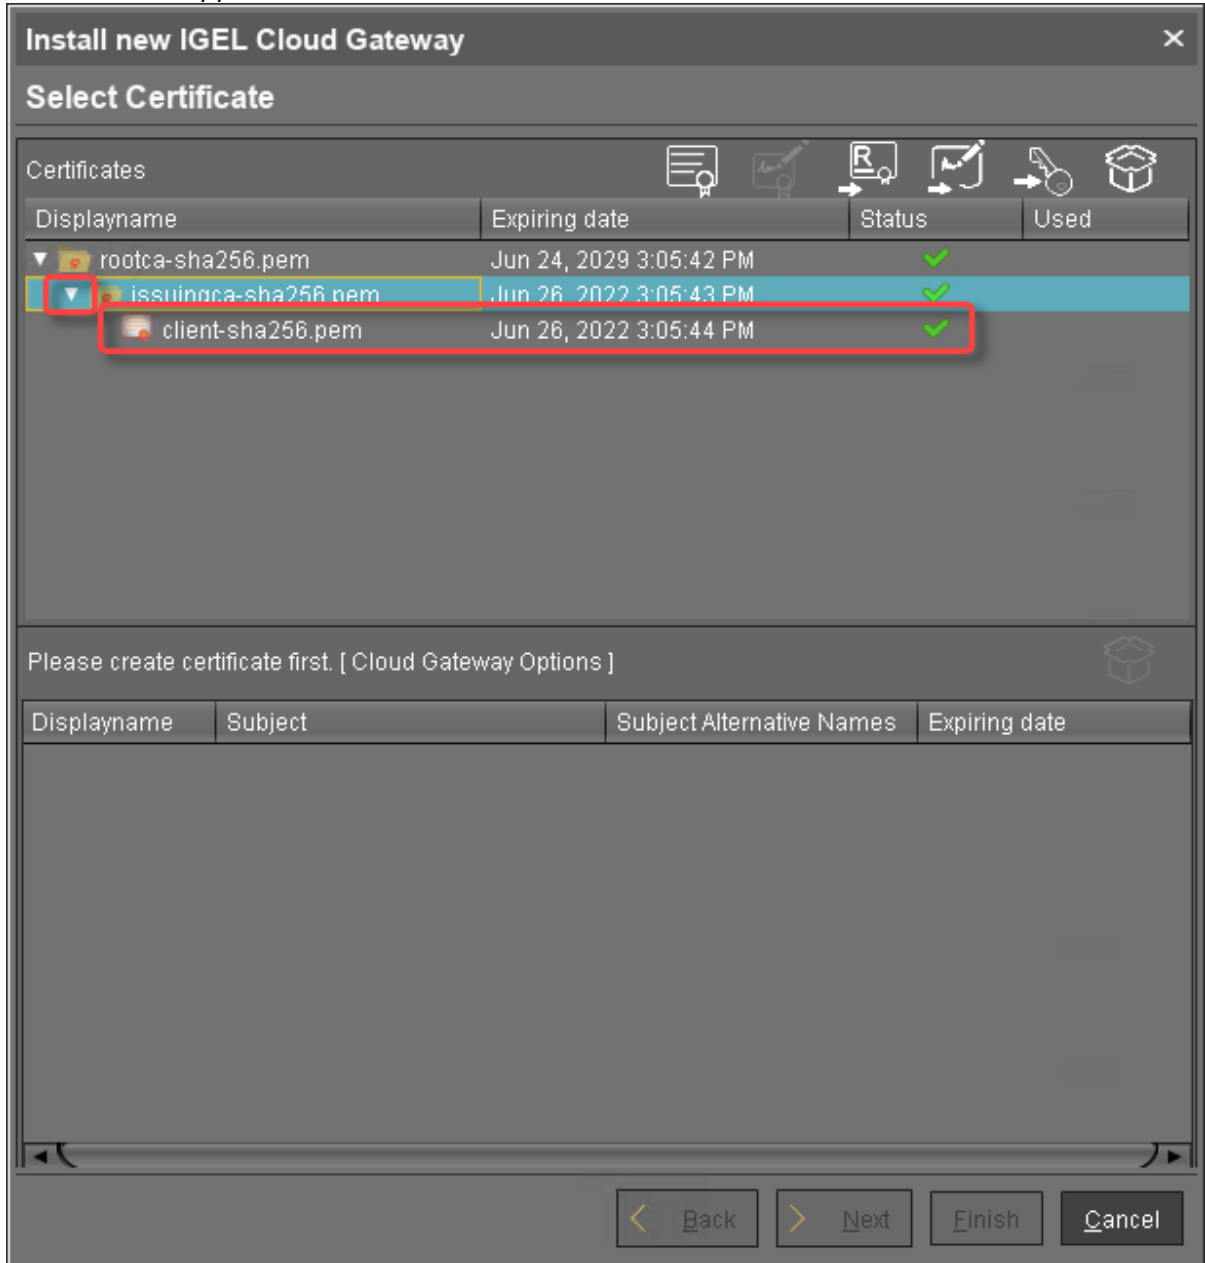 Install new IGEL Cloud Gateway
Select Certificate
Certificates
Displayname Expiring date Status Used
rootca-sha256.pem Jun 24, 2029 3:05:42 PM
issuingca-sha256.pem Jun 26, 2022 3:05:43 PM
client-sha256.pem Jun 26, 2022 3:05:44 PM
Please create certificate first. [ Cloud Gateway Options ]
Displayname Subject Subject Alternative Names Expiring date
Back Next Finish Cancel